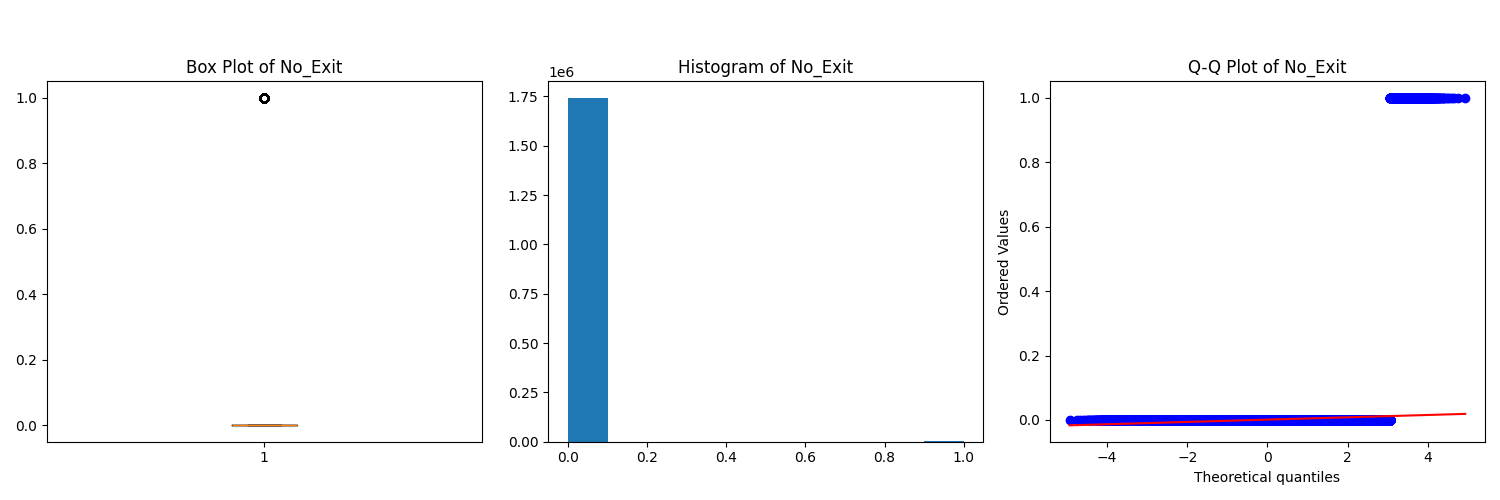 Box Plot of No_Exit
1.0
0.8
0.6
0.4
0.2
0.0
1
Histogram of No_Exit
1e6
1.75
1.50
1.25
1.00
0.75
0.50
0.25
0.00
0.0 0.2 0.4 0.6 0.8 1.0
Q-Q Plot of No_Exit
Ordered Values
1.0
0.8
0.6
0.4
0.2
0.0
−4 −2 0 2 4
Theoretical quantiles